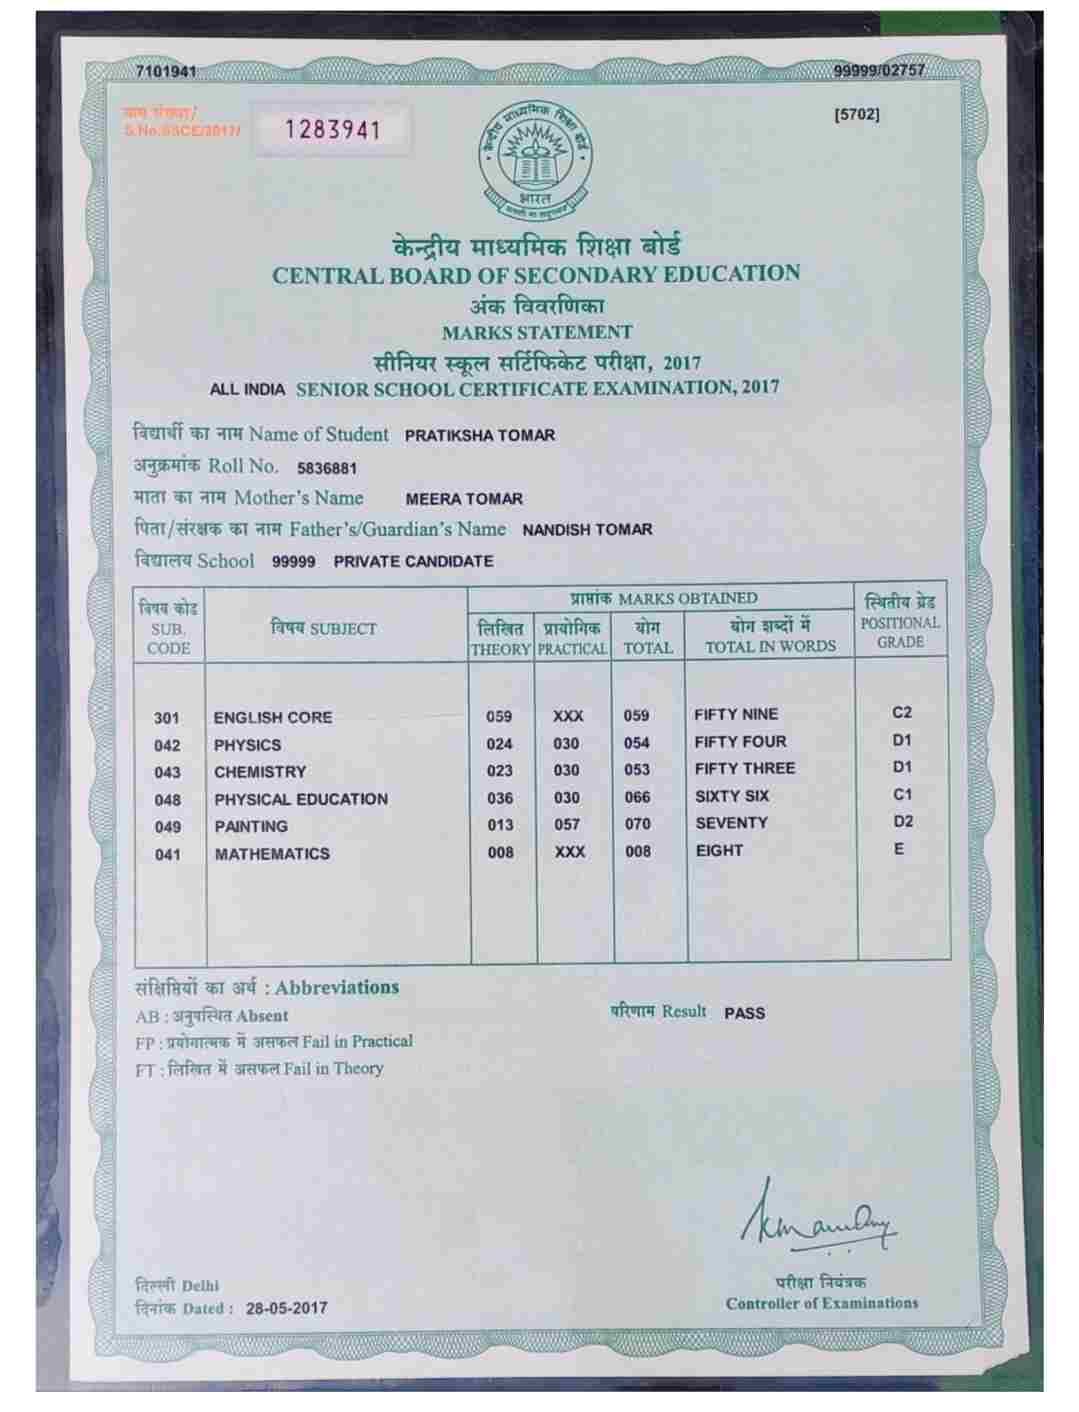 7101941
99999/02757
क्रम संख्या/
S.No.SSCE/2017/
1283941
[5702]
केन्द्रीय माध्यमिक शिक्षा बोर्ड
भारत
केन्द्रीय माध्यमिक शिक्षा बोर्ड
CENTRAL BOARD OF SECONDARY EDUCATION
अंक विवरणिका
MARKS STATEMENT
सीनियर स्कूल सर्टिफिकेट परीक्षा, 2017
ALL INDIA SENIOR SCHOOL CERTIFICATE EXAMINATION, 2017
विद्यार्थी का नाम Name of Student PRATIKSHA TOMAR
अनुक्रमांक Roll No. 5836881
माता का नाम Mother's Name MEERA TOMAR
पिता/संरक्षक का नाम Father's/Guardian's Name NANDISH TOMAR
विद्यालय School 99999 PRIVATE CANDIDATE
विषय कोड SUB. CODE विषय SUBJECT प्राप्तांक MARKS OBTAINED स्थितीय ग्रेड POSITIONAL GRADE
लिखित THEORY प्रायोगिक PRACTICAL योग TOTAL योग शब्दों में TOTAL IN WORDS
301 ENGLISH CORE 059 XXX 059 FIFTY NINE C2
042 PHYSICS 024 030 054 FIFTY FOUR D1
043 CHEMISTRY 023 030 053 FIFTY THREE D1
048 PHYSICAL EDUCATION 036 030 066 SIXTY SIX C1
049 PAINTING 013 057 070 SEVENTY D2
041 MATHEMATICS 008 XXX 008 EIGHT E
संक्षिप्तियों का अर्थ : Abbreviations
AB : अनुपस्थित Absent
परिणाम Result PASS
FP : प्रयोगात्मक में असफल Fail in Practical
FT : लिखित में असफल Fail in Theory
दिल्ली Delhi
दिनांक Dated : 28-05-2017
परीक्षा नियंत्रक
Controller of Examinations